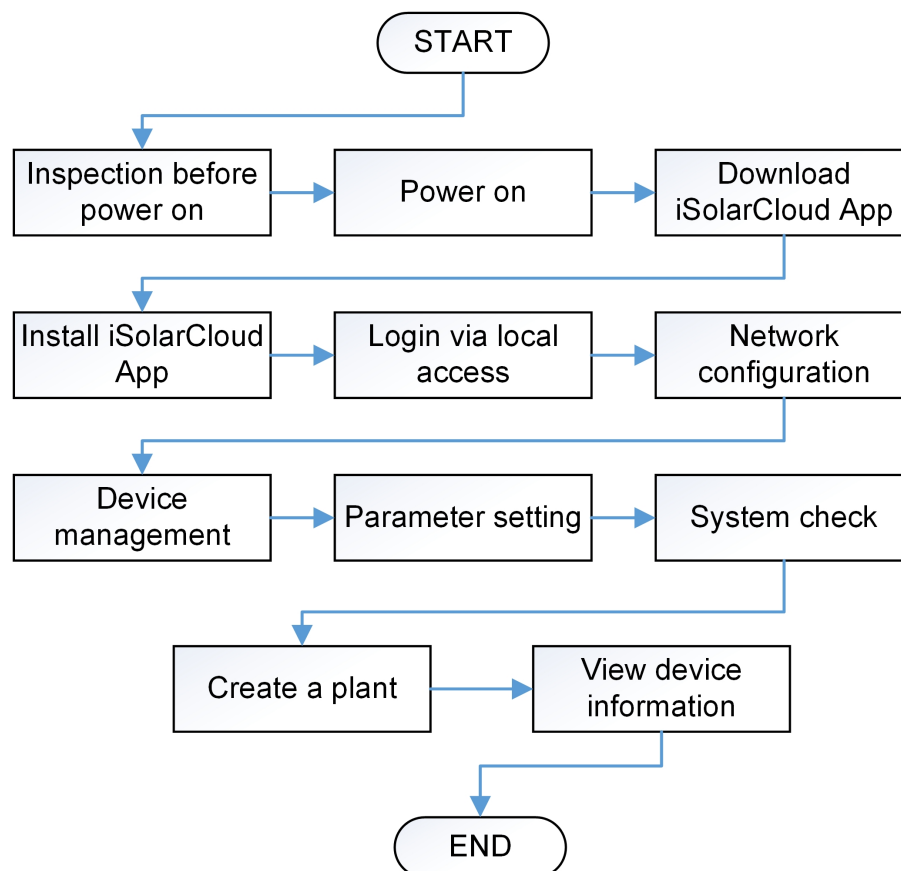 START
Inspection before
power on
Power on
Download
iSolarCloud App
Install iSolarCloud
App
Login via local
access
Network
configuration
Device
management
Parameter setting
System check
Create a plant
View device
information
END